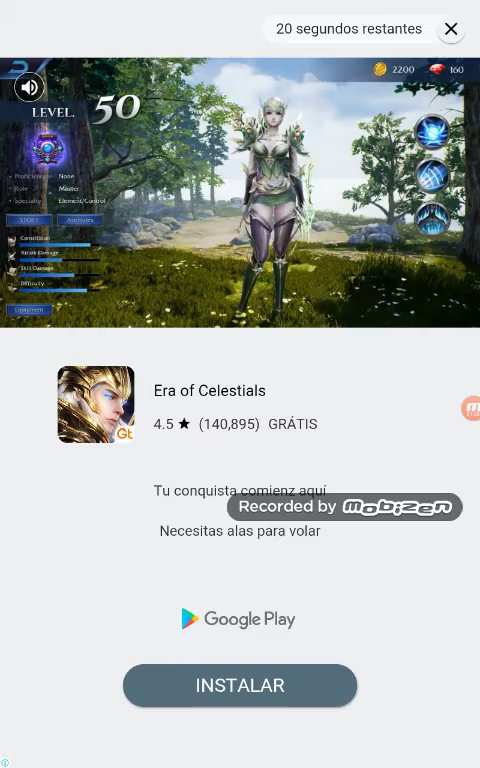 20 segundos restantes
2200
160
LEVEL.
50
Proficiency None
Role Master
Specialty Element/Control
STORY
Attributes
Constitution
Attack Damage
Skill Damage
Difficulty
Equipment
Era of Celestials
Gt
4.5 ★ (140,895) GRÁTIS
Tu conquista comienz aquí
Recorded by mobizen
Necesitas alas para volar
Google Play
INSTALAR